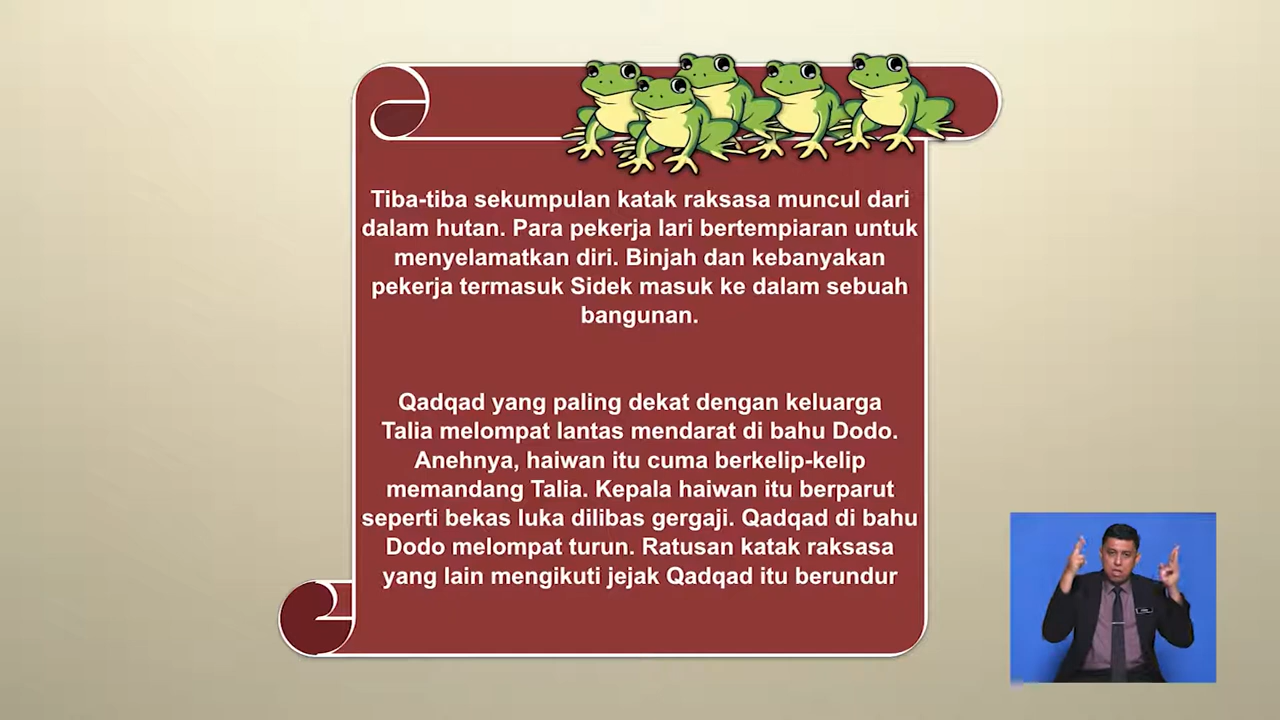 Tiba-tiba sekumpulan katak raksasa muncul dari
dalam hutan. Para pekerja lari bertempiaran untuk
menyelamatkan diri. Binjah dan kebanyakan
pekerja termasuk Sidek masuk ke dalam sebuah
bangunan.
Qadqad yang paling dekat dengan keluarga
Talia melompat lantas mendarat di bahu Dodo.
Anehnya, haiwan itu cuma berkelip-kelip
memandang Talia. Kepala haiwan itu berparut
seperti bekas luka dilibas gergaji. Qadqad di bahu
Dodo melompat turun. Ratusan katak raksasa
yang lain mengikuti jejak Qadqad itu berundur